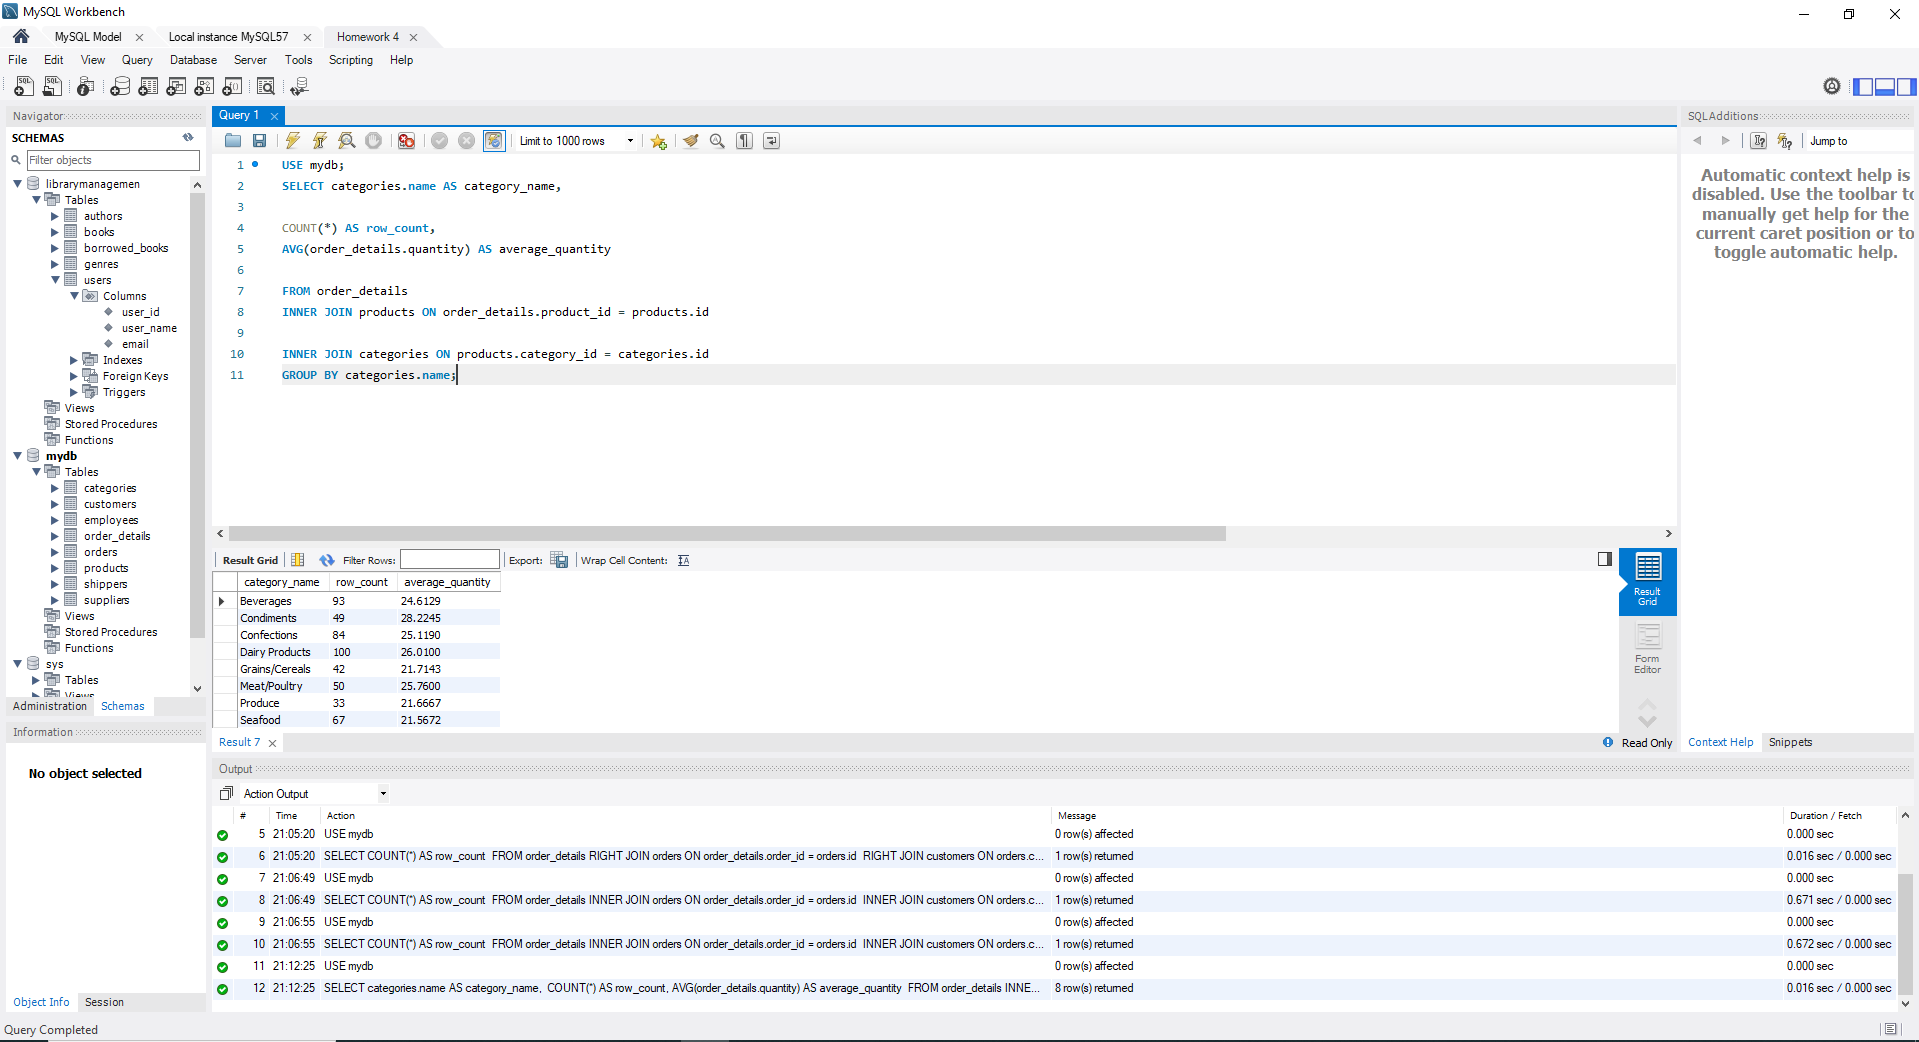 MySQL Workbench
MySQL Model
Local instance MySQL57
Homework 4
File Edit View Query Database Server Tools Scripting Help
Navigator
SCHEMAS
Filter objects
librarymanagemen
Tables
authors
books
borrowed_books
genres
users
Columns
user_id
user_name
email
Indexes
Foreign Keys
Triggers
Views
Stored Procedures
Functions
mydb
Tables
categories
customers
employees
order_details
orders
products
shippers
suppliers
Views
Stored Procedures
Functions
sys
Tables
Views
Administration Schemas
Information
No object selected
Object Info Session
Query Completed
Query 1
Limit to 1000 rows
1 USE mydb;
2 SELECT categories.name AS category_name,
3
4 COUNT(*) AS row_count,
5 AVG(order_details.quantity) AS average_quantity
6
7 FROM order_details
8 INNER JOIN products ON order_details.product_id = products.id
9
10 INNER JOIN categories ON products.category_id = categories.id
11 GROUP BY categories.name;
Result Grid Filter Rows: Export: Wrap Cell Content:
category_name row_count average_quantity
Beverages 93 24.6129
Condiments 49 28.2245
Confections 84 25.1190
Dairy Products 100 26.0100
Grains/Cereals 42 21.7143
Meat/Poultry 50 25.7600
Produce 33 21.6667
Seafood 67 21.5672
Result
Grid
Form
Editor
Result 7
Read Only
SQLAdditions
Jump to
Automatic context help is
disabled. Use the toolbar to
manually get help for the
current caret position or to
toggle automatic help.
Context Help Snippets
Output
Action Output
# Time Action Message Duration / Fetch
5 21:05:20 USE mydb 0 row(s) affected 0.000 sec
6 21:05:20 SELECT COUNT(*) AS row_count FROM order_details RIGHT JOIN orders ON order_details.order_id = orders.id RIGHT JOIN customers ON orders.c... 1 row(s) returned 0.016 sec / 0.000 sec
7 21:06:49 USE mydb 0 row(s) affected 0.000 sec
8 21:06:49 SELECT COUNT(*) AS row_count FROM order_details INNER JOIN orders ON order_details.order_id = orders.id INNER JOIN customers ON orders.c... 1 row(s) returned 0.671 sec / 0.000 sec
9 21:06:55 USE mydb 0 row(s) affected 0.000 sec
10 21:06:55 SELECT COUNT(*) AS row_count FROM order_details INNER JOIN orders ON order_details.order_id = orders.id INNER JOIN customers ON orders.c... 1 row(s) returned 0.672 sec / 0.000 sec
11 21:12:25 USE mydb 0 row(s) affected 0.000 sec
12 21:12:25 SELECT categories.name AS category_name, COUNT(*) AS row_count, AVG(order_details.quantity) AS average_quantity FROM order_details INNE... 8 row(s) returned 0.016 sec / 0.000 sec